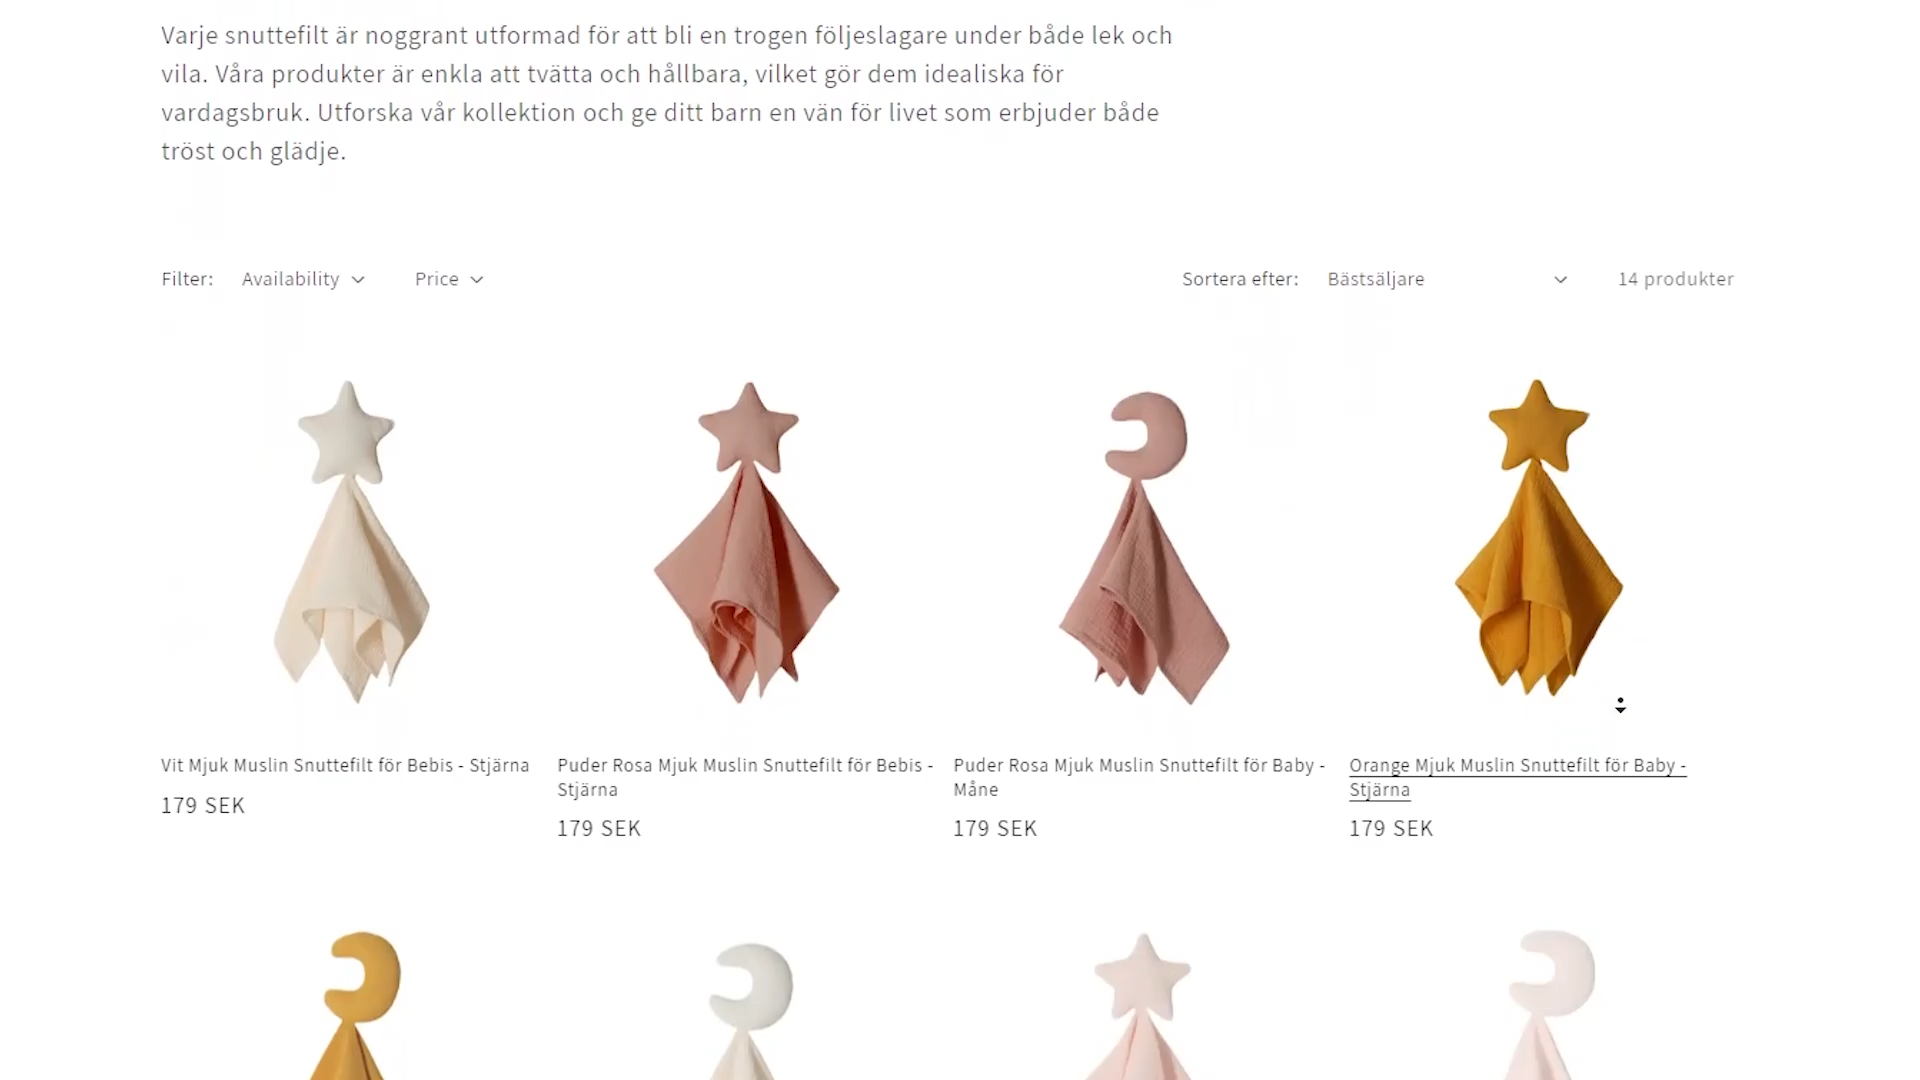 Varje snuttefilt är noggrant utformad för att bli en trogen följeslagare under både lek och
vila. Våra produkter är enkla att tvätta och hållbara, vilket gör dem idealiska för
vardagsbruk. Utforska vår kollektion och ge ditt barn en vän för livet som erbjuder både
tröst och glädje.
Filter: Availability Price Sortera efter: Bästsäljare 14 produkter
Vit Mjuk Muslin Snuttefilt för Bebis - Stjärna
179 SEK
Puder Rosa Mjuk Muslin Snuttefilt för Bebis -
Stjärna
179 SEK
Puder Rosa Mjuk Muslin Snuttefilt för Baby -
Måne
179 SEK
Orange Mjuk Muslin Snuttefilt för Baby -
Stjärna
179 SEK